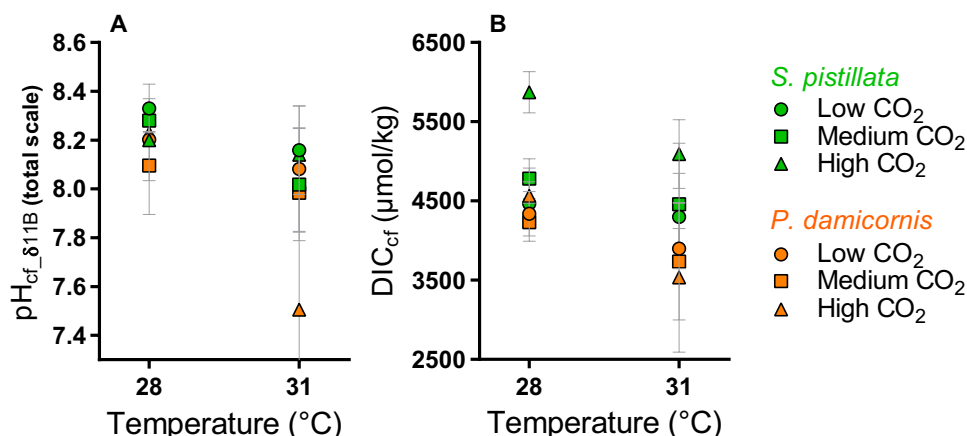 A
8.6
8.4
8.2
8.0
7.8
7.6
7.4
28
31
pHcf_δ11B (total scale)
Temperature (°C)
B
6500
5500
4500
3500
2500
28
31
DICcf (μmol/kg)
Temperature (°C)
S. pistillata
Low CO2
Medium CO2
High CO2
P. damicornis
Low CO2
Medium CO2
High CO2